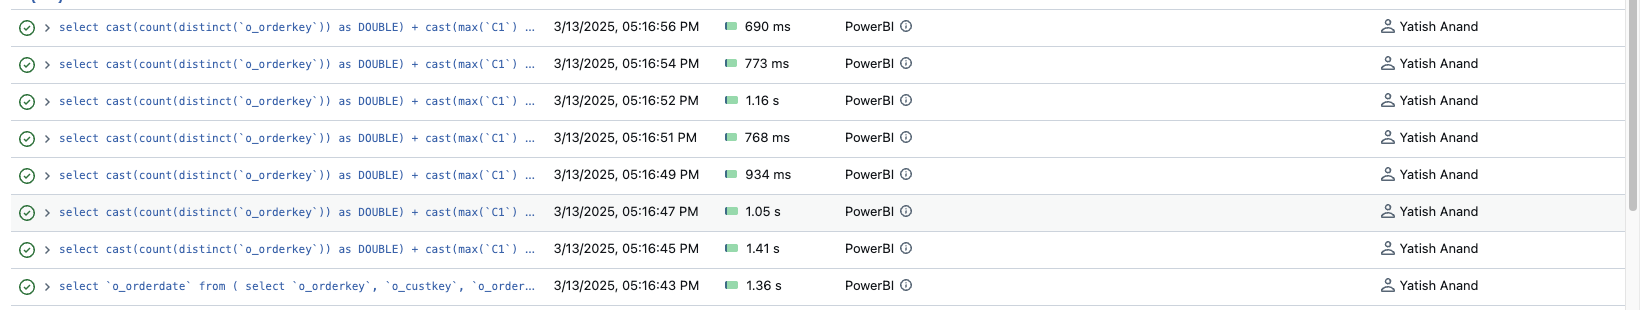 select cast(count(distinct(`o_orderkey`)) as DOUBLE) + cast(max(`C1`) ... 3/13/2025, 05:16:56 PM 690 ms PowerBI Yatish Anand
select cast(count(distinct(`o_orderkey`)) as DOUBLE) + cast(max(`C1`) ... 3/13/2025, 05:16:54 PM 773 ms PowerBI Yatish Anand
select cast(count(distinct(`o_orderkey`)) as DOUBLE) + cast(max(`C1`) ... 3/13/2025, 05:16:52 PM 1.16 s PowerBI Yatish Anand
select cast(count(distinct(`o_orderkey`)) as DOUBLE) + cast(max(`C1`) ... 3/13/2025, 05:16:51 PM 768 ms PowerBI Yatish Anand
select cast(count(distinct(`o_orderkey`)) as DOUBLE) + cast(max(`C1`) ... 3/13/2025, 05:16:49 PM 934 ms PowerBI Yatish Anand
select cast(count(distinct(`o_orderkey`)) as DOUBLE) + cast(max(`C1`) ... 3/13/2025, 05:16:47 PM 1.05 s PowerBI Yatish Anand
select cast(count(distinct(`o_orderkey`)) as DOUBLE) + cast(max(`C1`) ... 3/13/2025, 05:16:45 PM 1.41 s PowerBI Yatish Anand
select `o_orderdate` from ( select `o_orderkey`, `o_custkey`, `o_order... 3/13/2025, 05:16:43 PM 1.36 s PowerBI Yatish Anand